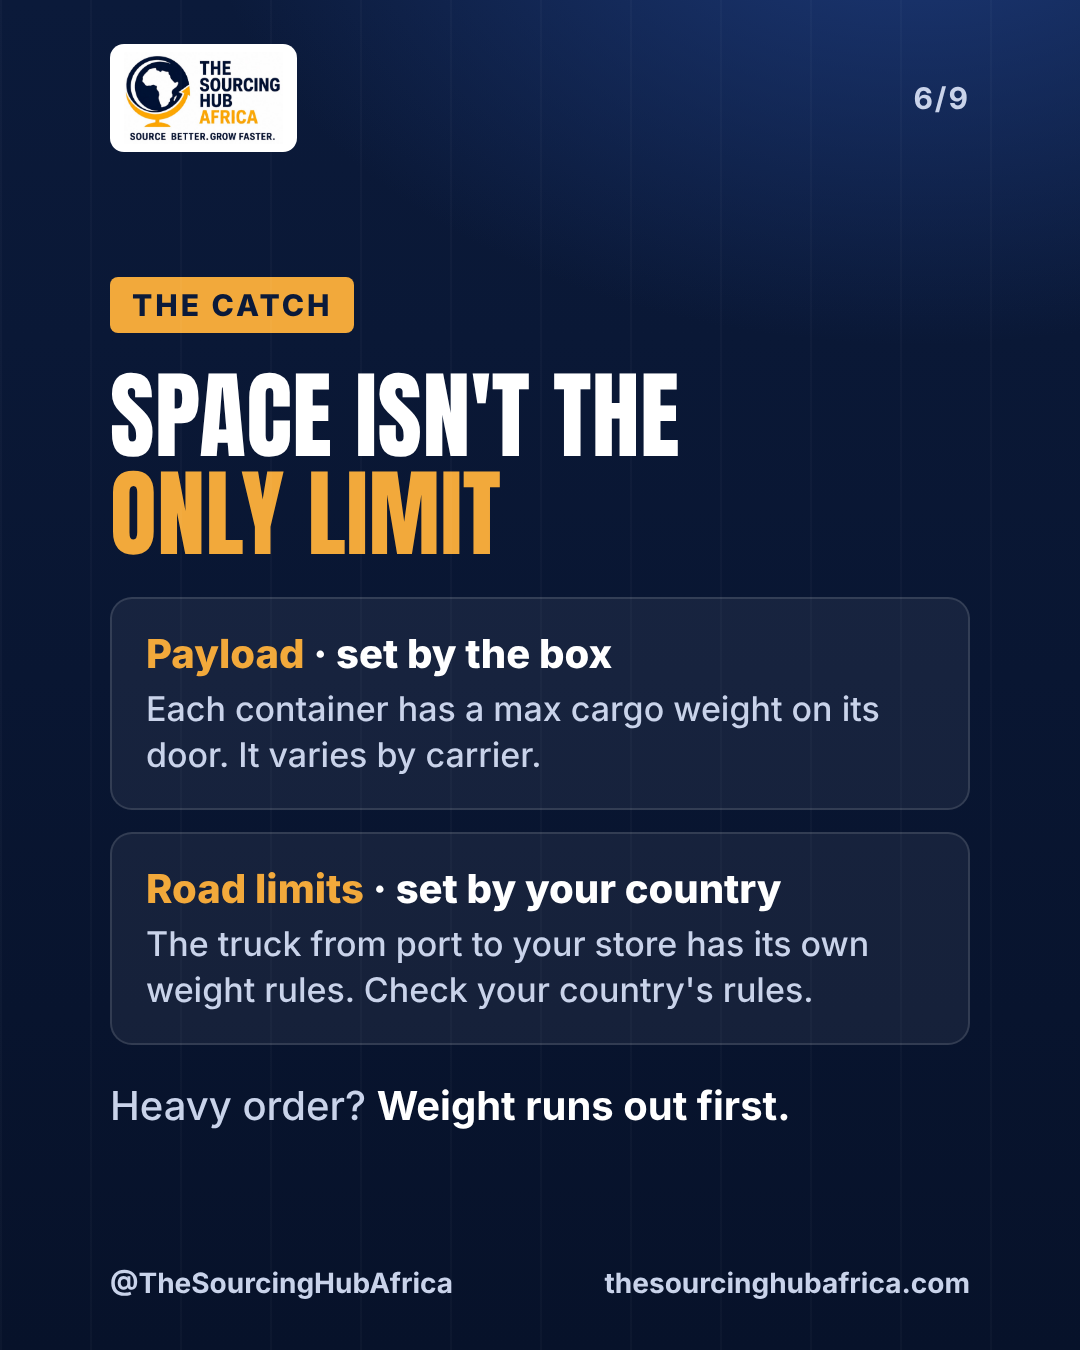 THE
SOURCING
HUB
AFRICA
SOURCE BETTER. GROW FASTER.
6/9
THE CATCH
SPACE ISN'T THE
ONLY LIMIT
Payload · set by the box
Each container has a max cargo weight on its
door. It varies by carrier.
Road limits · set by your country
The truck from port to your store has its own
weight rules. Check your country's rules.
Heavy order? Weight runs out first.
@TheSourcingHubAfrica
thesourcinghubafrica.com